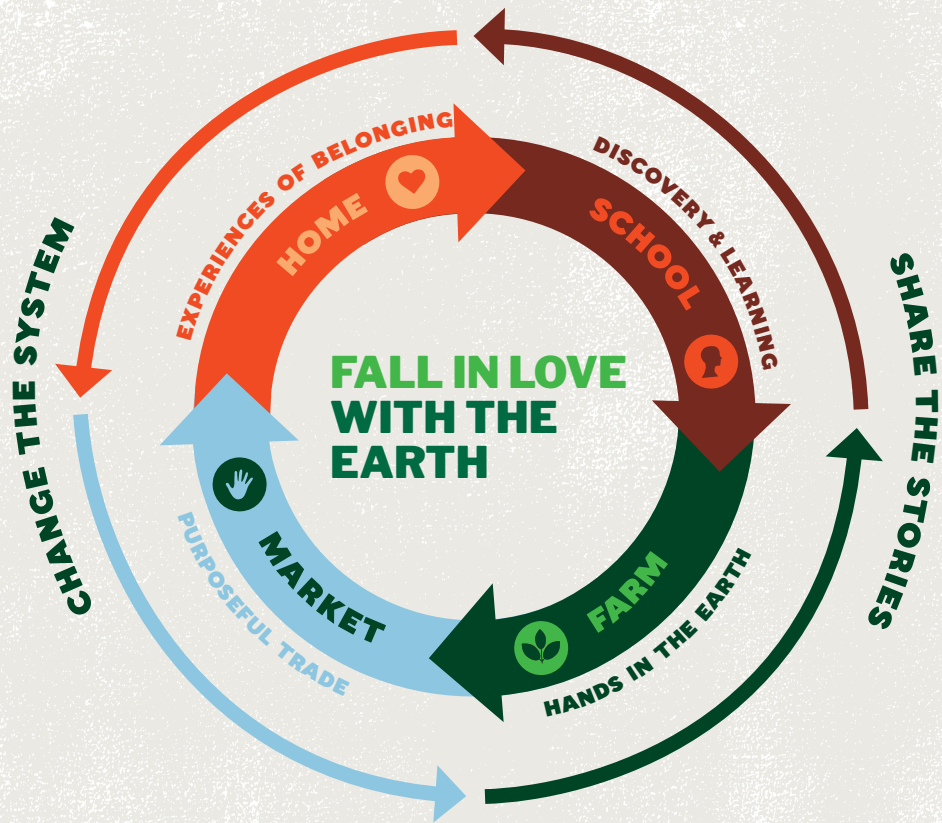 EXPERIENCES OF BELONGING
HOME
DISCOVERY & LEARNING
SCHOOL
CHANGE THE SYSTEM
SHARE THE STORIES
FALL IN LOVE
WITH THE
EARTH
MARKET
PURPOSEFUL TRADE
FARM
HANDS IN THE EARTH